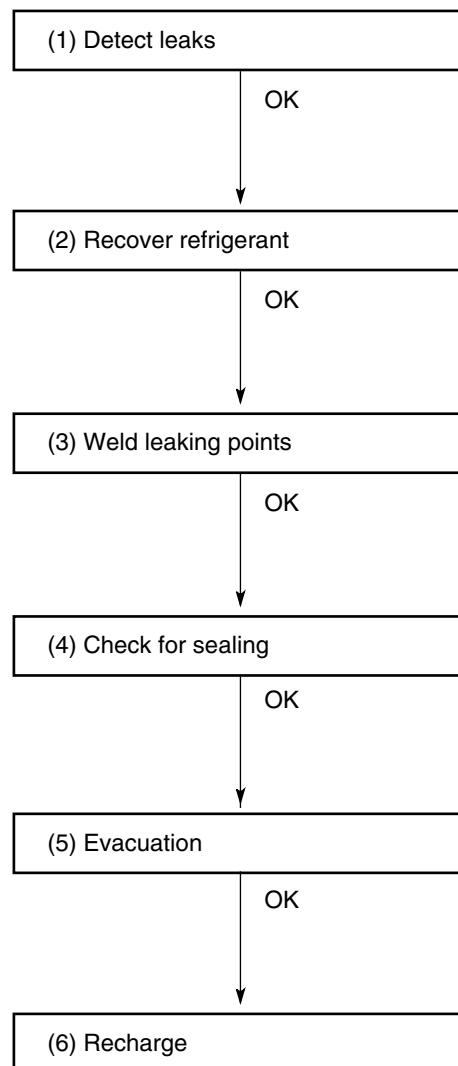 (1) Detect leaks
OK
(2) Recover refrigerant
OK
(3) Weld leaking points
OK
(4) Check for sealing
OK
(5) Evacuation
OK
(6) Recharge